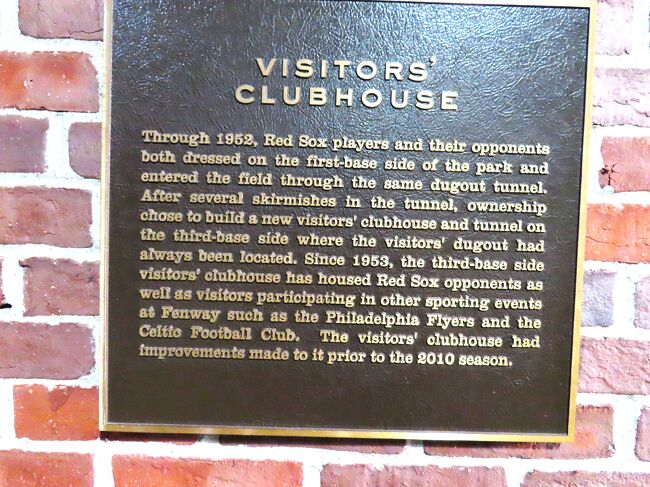 VISITORS'
CLUBHOUSE
Through 1952, Red Sox players and their opponents
both dressed on the first-base side of the park and
entered the field through the same dugout tunnel.
After several skirmishes in the tunnel, ownership
chose to build a new visitors' clubhouse and tunnel on
the third-base side where the visitors' dugout had
always been located. Since 1953, the third-base side
visitors' clubhouse has housed Red Sox opponents as
well as visitors participating in other sporting events
at Fenway such as the Philadelphia Flyers and the
Celtic Football Club. The visitors' clubhouse had
improvements made to it prior to the 2010 season.